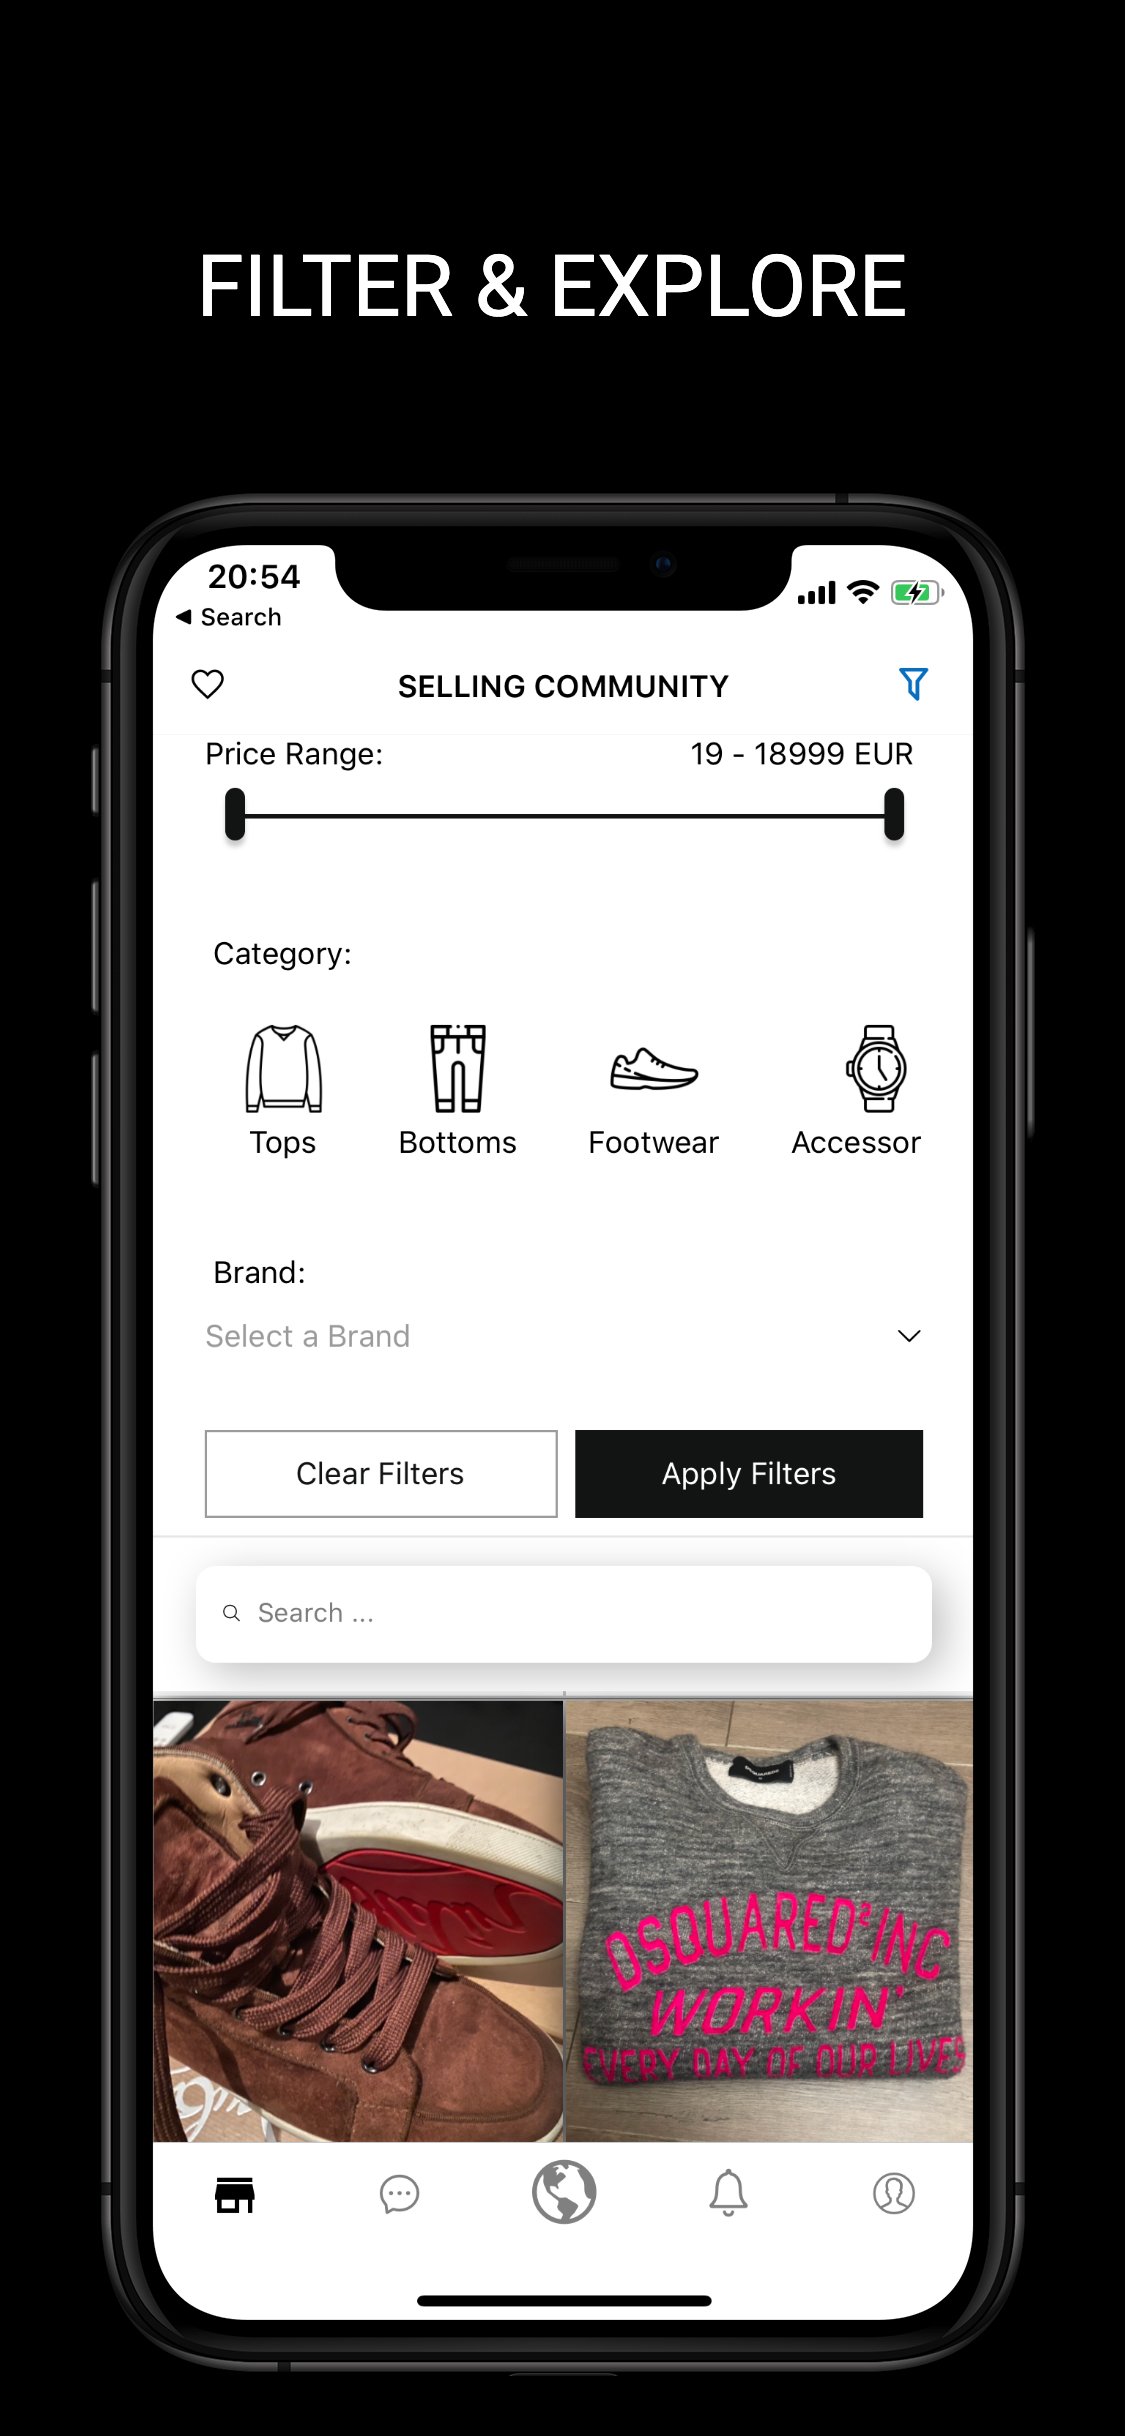 FILTER & EXPLORE
20:54
Search
SELLING COMMUNITY
Price Range: 19 - 18999 EUR
Category:
Tops Bottoms Footwear Accessor
Brand:
Select a Brand
Clear Filters Apply Filters
Search ...
DSQUARED² INC
WORKIN'
EVERY DAY OF OUR LIVES